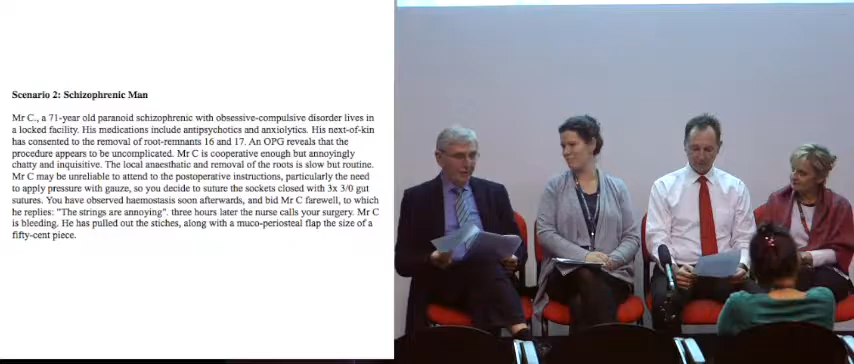 Scenario 2: Schizophrenic Man
Mr C., a 71-year old paranoid schizophrenic with obsessive-compulsive disorder lives in
a locked facility. His medications include antipsychotics and anxiolytics. His next-of-kin
has consented to the removal of root-remnants 16 and 17. An OPG reveals that the
procedure appears to be uncomplicated. Mr C is cooperative enough but annoyingly
chatty and inquisitive. The local anaesthatic and removal of the roots is slow but routine.
Mr C may be unreliable to attend to the postoperative instructions, particularly the need
to apply pressure with gauze, so you decide to suture the sockets closed with 3x 3/0 gut
sutures. You have observed haemostasis soon afterwards, and bid Mr C farewell, to which
he replies: "The strings are annoying". three hours later the nurse calls your surgery. Mr C
is bleeding. He has pulled out the stiches, along with a muco-periosteal flap the size of a
fifty-cent piece.